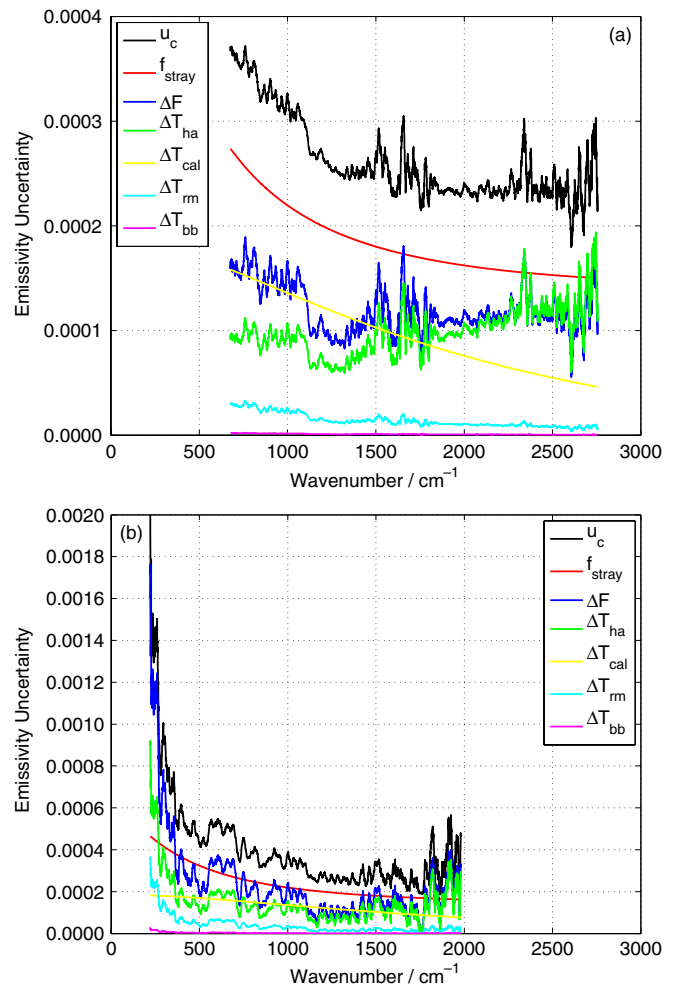 0.0004
0.0003
0.0002
0.0001
0.0000
Emissivity Uncertainty
(a)
u_c
f_stray
ΔF
ΔT_ha
ΔT_cal
ΔT_rm
ΔT_bb
0 500 1000 1500 2000 2500 3000
Wavenumber / cm⁻¹
0.0020
0.0018
0.0016
0.0014
0.0012
0.0010
0.0008
0.0006
0.0004
0.0002
0.0000
Emissivity Uncertainty
(b)
u_c
f_stray
ΔF
ΔT_ha
ΔT_cal
ΔT_rm
ΔT_bb
0 500 1000 1500 2000 2500 3000
Wavenumber / cm⁻¹